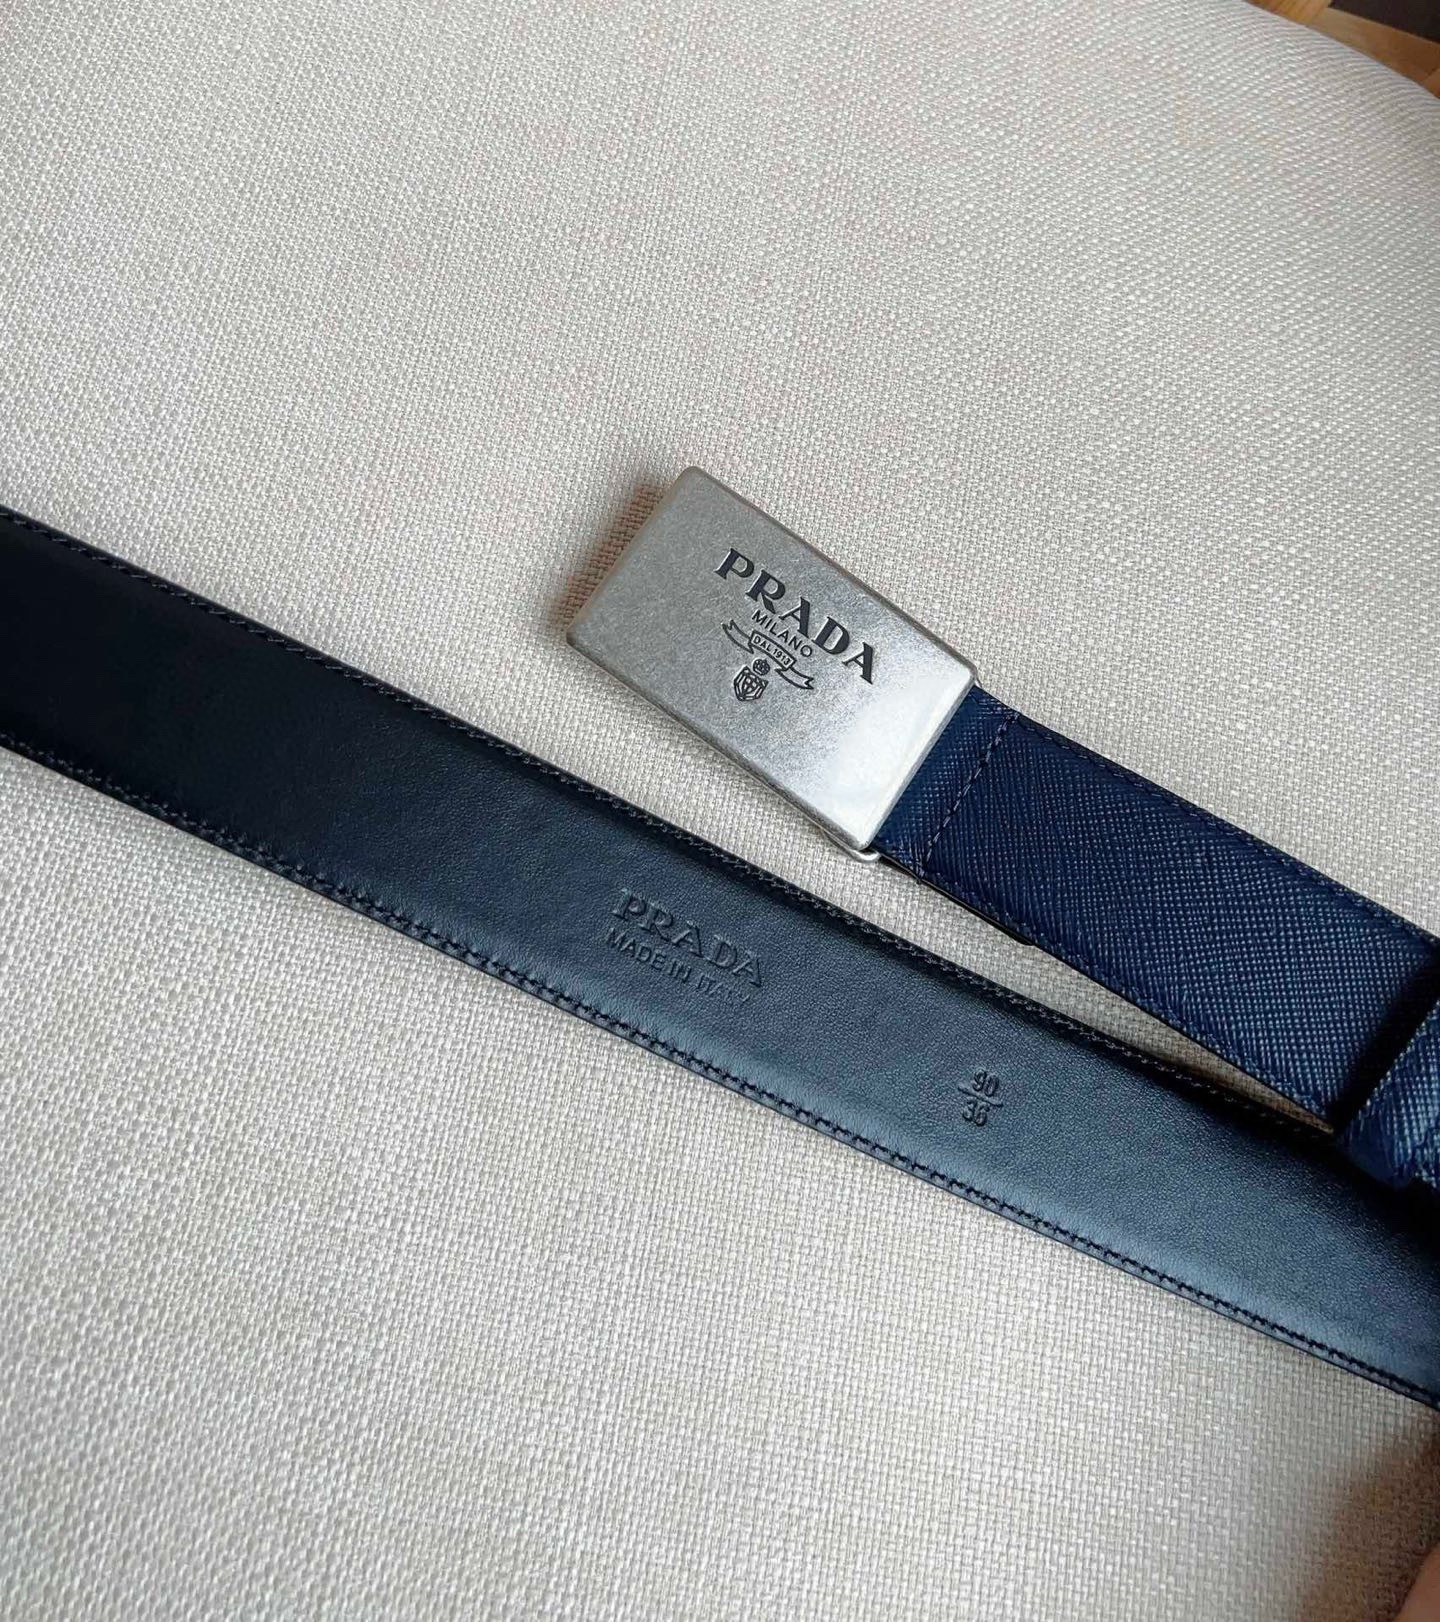 PRADA
MILANO
DAL 1913
PRADA
MADE IN ITALY
90
36